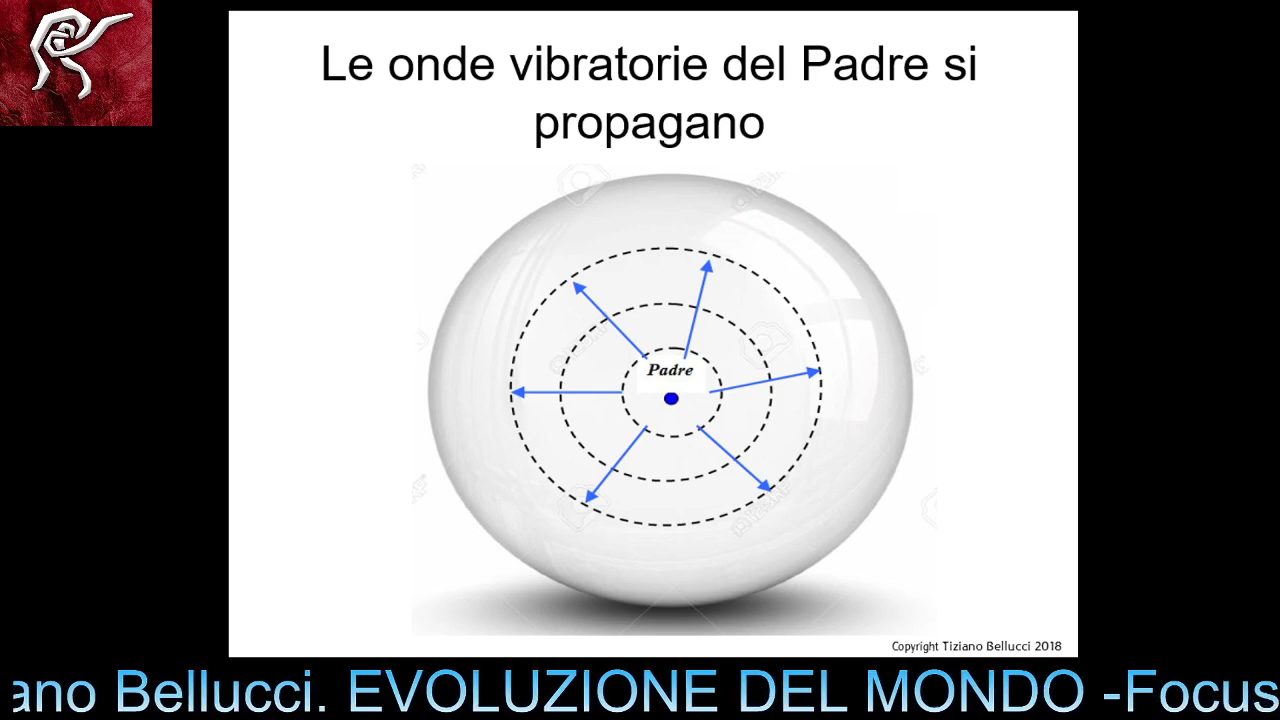 Le onde vibratorie del Padre si
propagano
Padre
Copyright Tiziano Bellucci 2018
ano Bellucci. EVOLUZIONE DEL MONDO -Focus